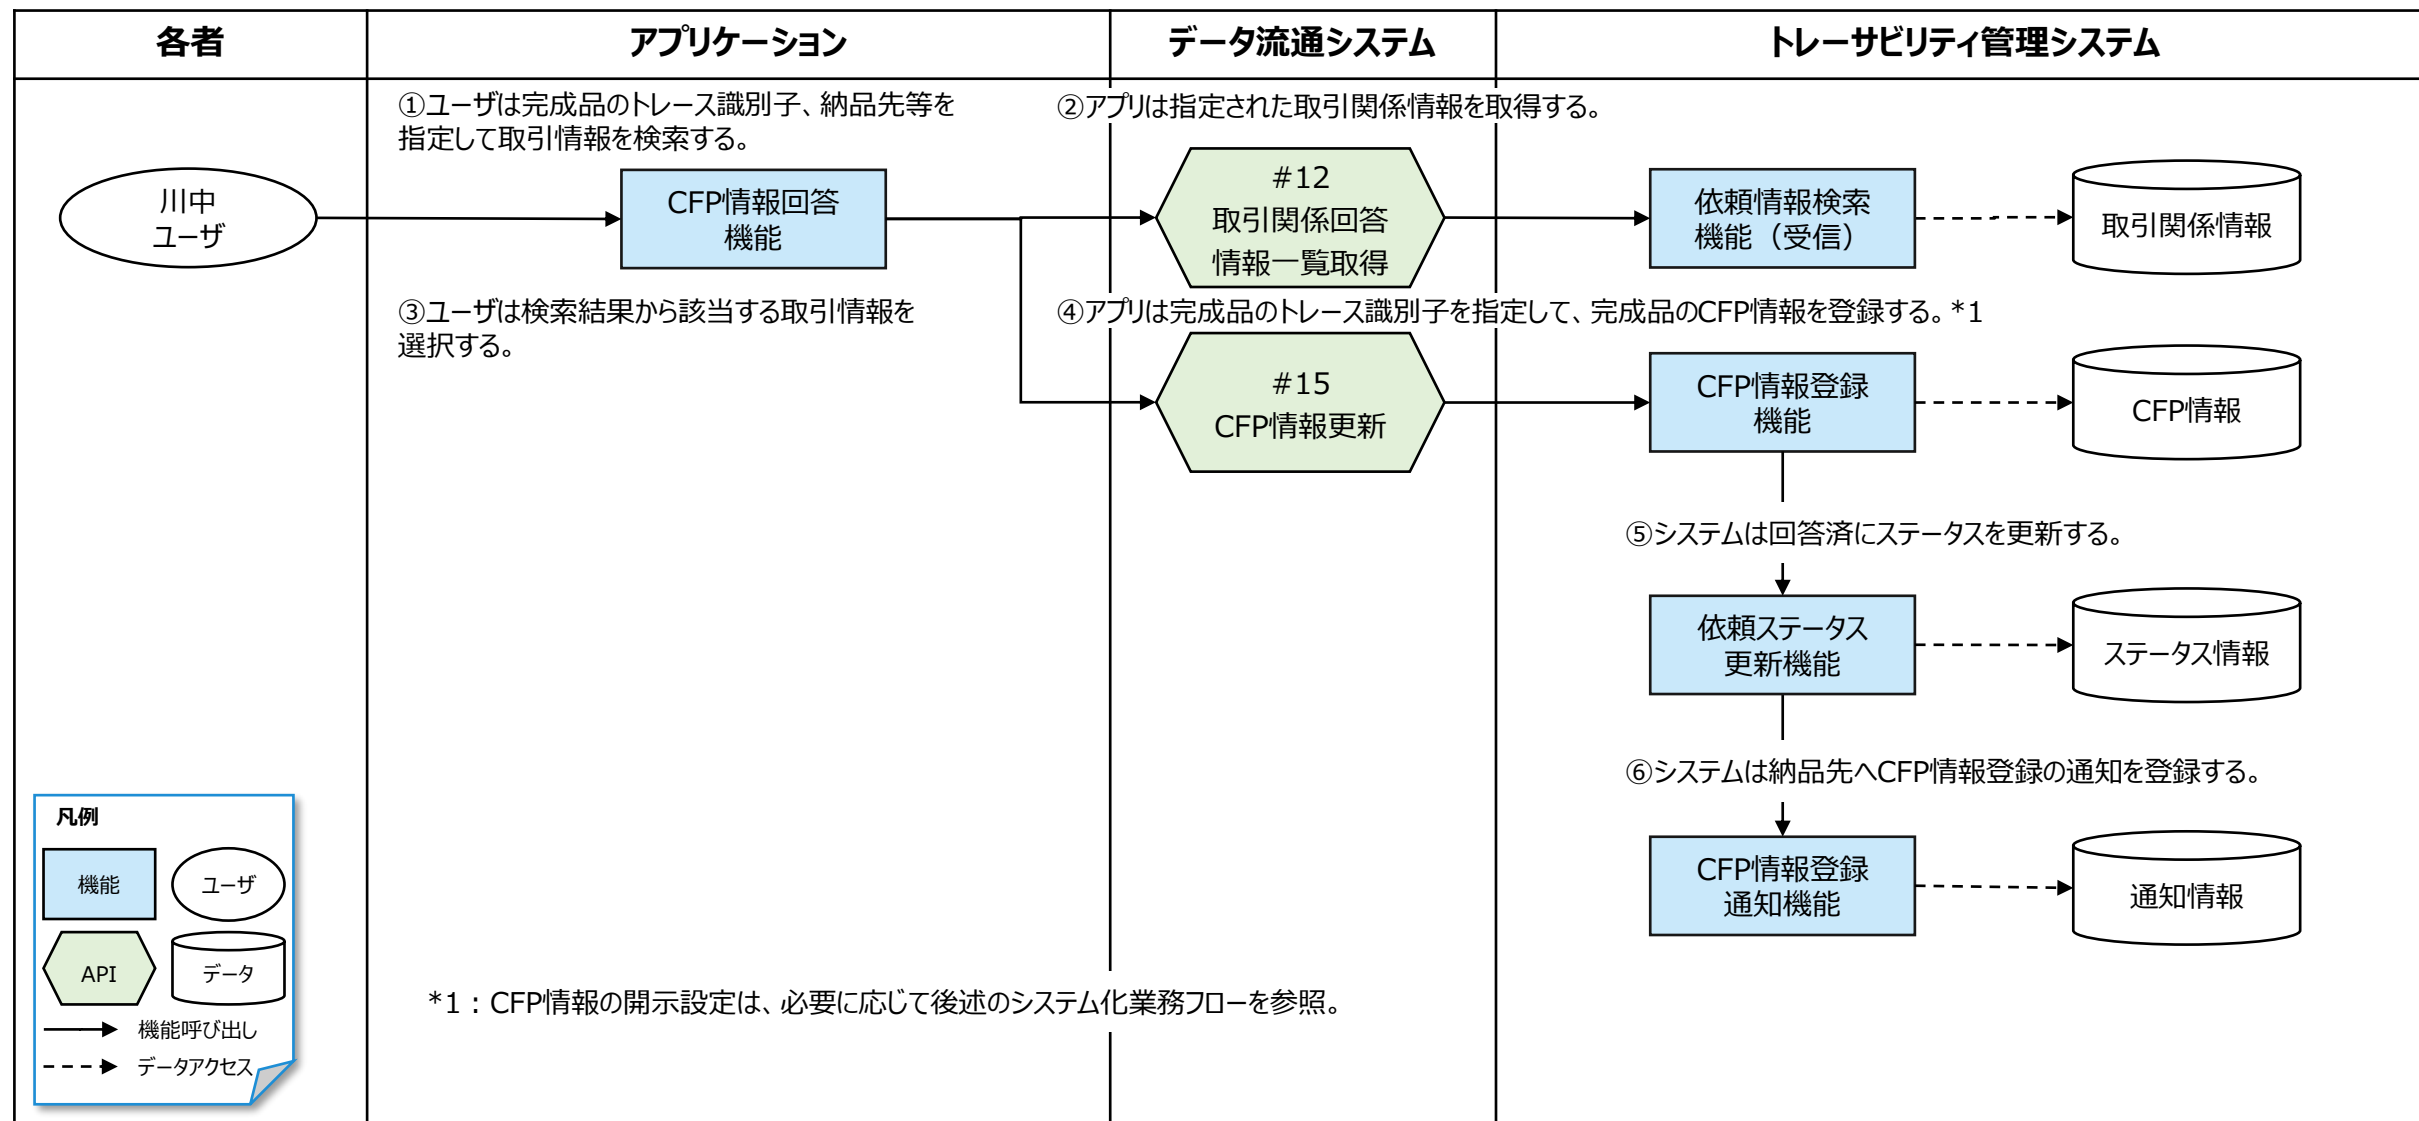 各者
アプリケーション
データ流通システム
トレーサビリティ管理システム
①ユーザは完成品のトレース識別子、納品先等を
指定して取引情報を検索する。
②アプリは指定された取引関係情報を取得する。
川中
ユーザ
CFP情報回答
機能
#12
取引関係回答
情報一覧取得
依頼情報検索
機能（受信）
取引関係情報
③ユーザは検索結果から該当する取引情報を
選択する。
④アプリは完成品のトレース識別子を指定して、完成品のCFP情報を登録する。*1
#15
CFP情報更新
CFP情報登録
機能
CFP情報
⑤システムは回答済にステータスを更新する。
依頼ステータス
更新機能
ステータス情報
⑥システムは納品先へCFP情報登録の通知を登録する。
CFP情報登録
通知機能
通知情報
凡例
機能
ユーザ
API
データ
機能呼び出し
データアクセス
*1：CFP情報の開示設定は、必要に応じて後述のシステム化業務フローを参照。